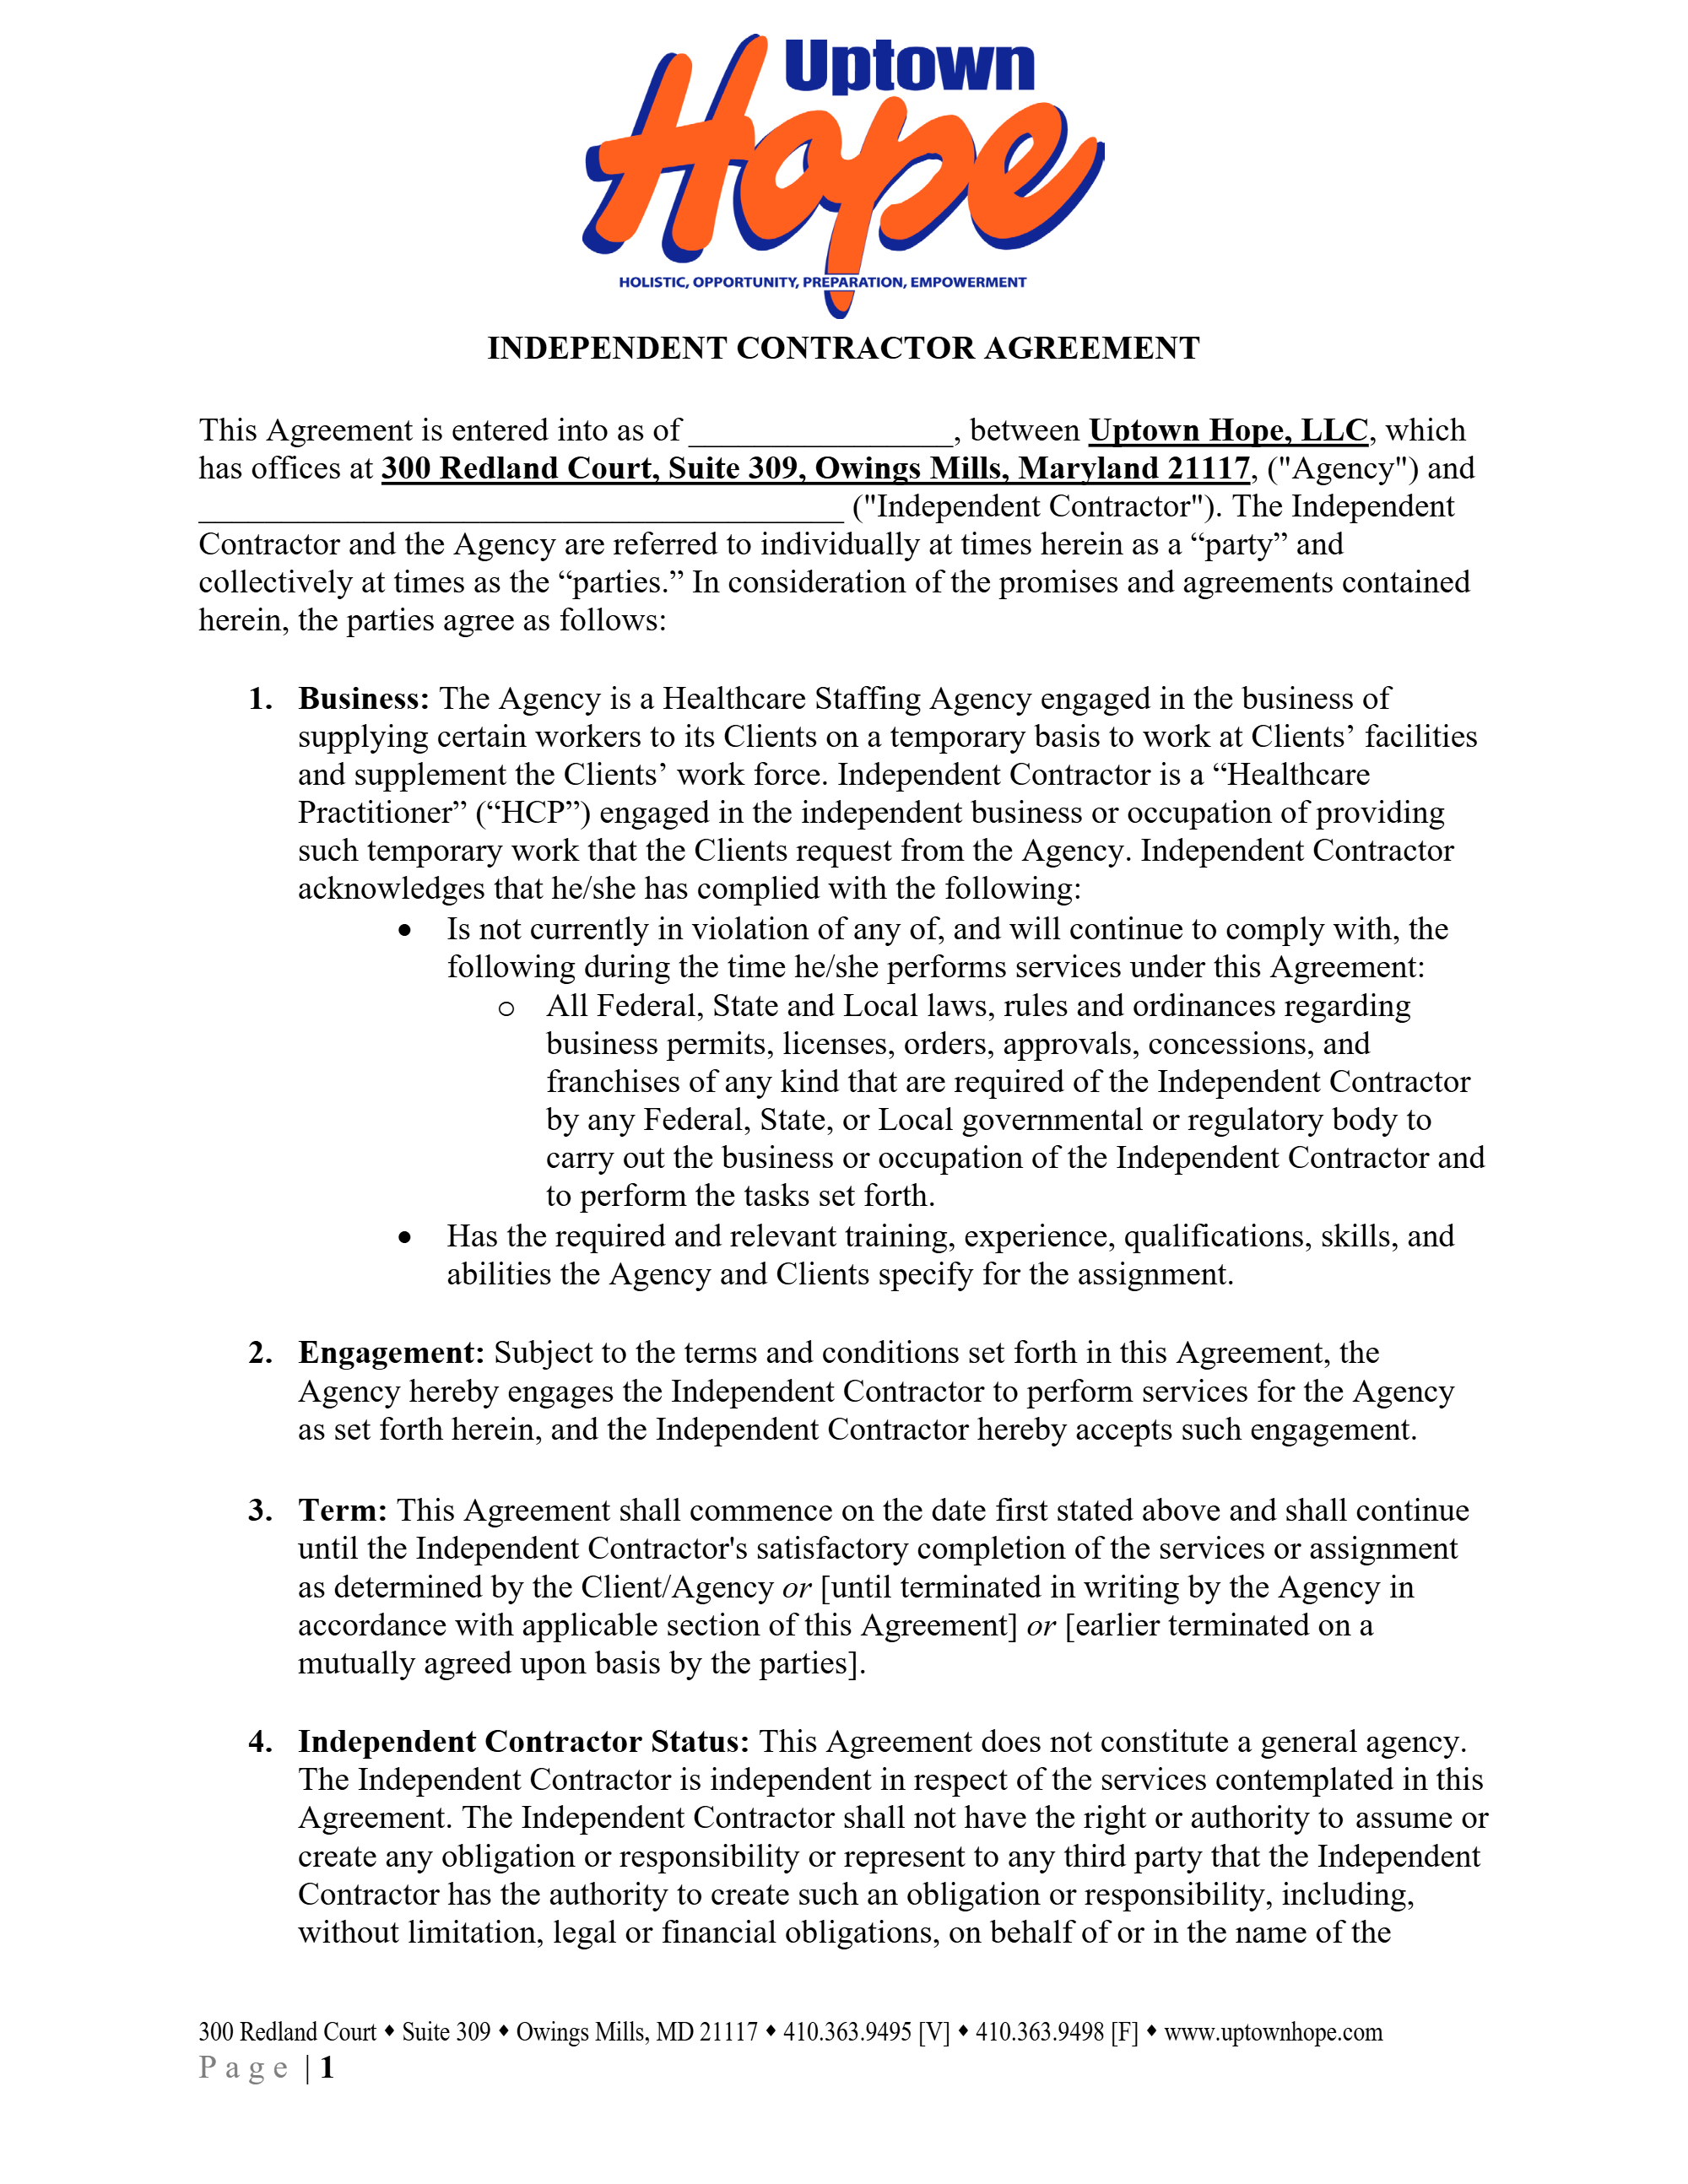 Uptown
Hope
HOLISTIC, OPPORTUNITY, PREPARATION, EMPOWERMENT
INDEPENDENT CONTRACTOR AGREEMENT
This Agreement is entered into as of ________________, between Uptown Hope, LLC, which
has offices at 300 Redland Court, Suite 309, Owings Mills, Maryland 21117, ("Agency") and
_______________________________________ ("Independent Contractor"). The Independent
Contractor and the Agency are referred to individually at times herein as a “party” and
collectively at times as the “parties.” In consideration of the promises and agreements contained
herein, the parties agree as follows:
1. Business: The Agency is a Healthcare Staffing Agency engaged in the business of
supplying certain workers to its Clients on a temporary basis to work at Clients’ facilities
and supplement the Clients’ work force. Independent Contractor is a “Healthcare
Practitioner” (“HCP”) engaged in the independent business or occupation of providing
such temporary work that the Clients request from the Agency. Independent Contractor
acknowledges that he/she has complied with the following:
• Is not currently in violation of any of, and will continue to comply with, the
following during the time he/she performs services under this Agreement:
o All Federal, State and Local laws, rules and ordinances regarding
business permits, licenses, orders, approvals, concessions, and
franchises of any kind that are required of the Independent Contractor
by any Federal, State, or Local governmental or regulatory body to
carry out the business or occupation of the Independent Contractor and
to perform the tasks set forth.
• Has the required and relevant training, experience, qualifications, skills, and
abilities the Agency and Clients specify for the assignment.
2. Engagement: Subject to the terms and conditions set forth in this Agreement, the
Agency hereby engages the Independent Contractor to perform services for the Agency
as set forth herein, and the Independent Contractor hereby accepts such engagement.
3. Term: This Agreement shall commence on the date first stated above and shall continue
until the Independent Contractor's satisfactory completion of the services or assignment
as determined by the Client/Agency or [until terminated in writing by the Agency in
accordance with applicable section of this Agreement] or [earlier terminated on a
mutually agreed upon basis by the parties].
4. Independent Contractor Status: This Agreement does not constitute a general agency.
The Independent Contractor is independent in respect of the services contemplated in this
Agreement. The Independent Contractor shall not have the right or authority to assume or
create any obligation or responsibility or represent to any third party that the Independent
Contractor has the authority to create such an obligation or responsibility, including,
without limitation, legal or financial obligations, on behalf of or in the name of the
300 Redland Court ♦ Suite 309 ♦ Owings Mills, MD 21117 ♦ 410.363.9495 [V] ♦ 410.363.9498 [F] ♦ www.uptownhope.com
Page | 1